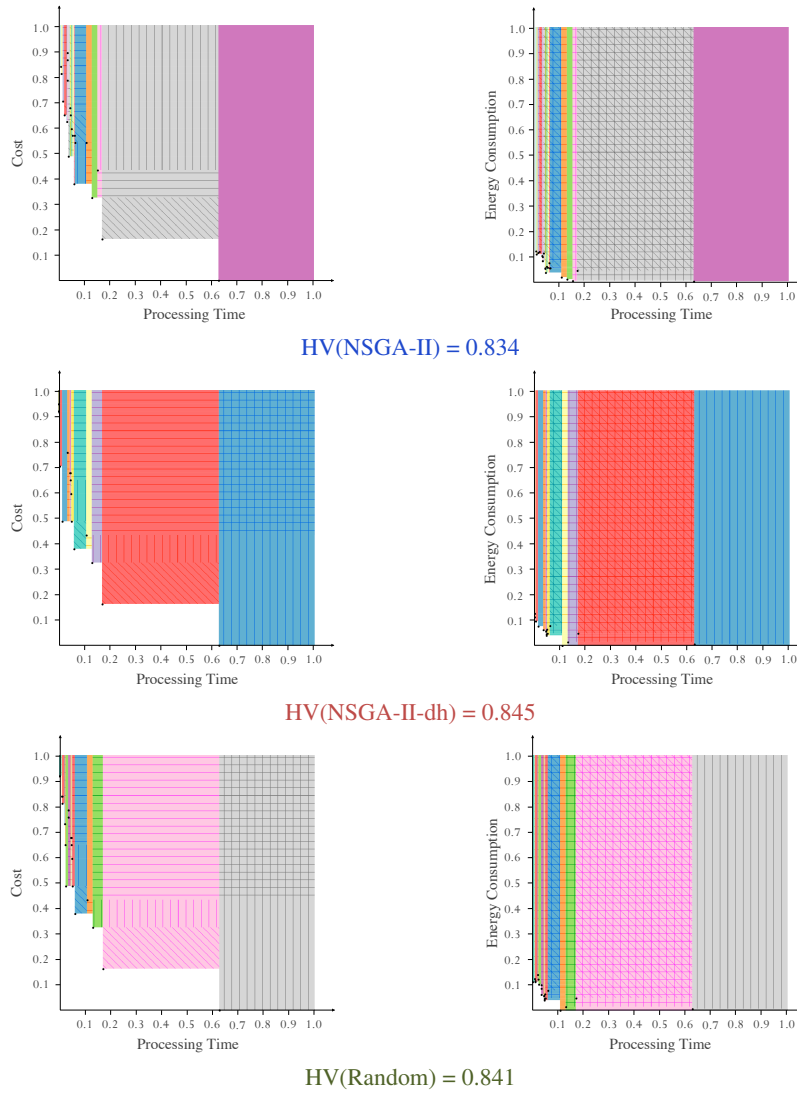 1.0 1.0
0.9 0.9
0.8 0.8
0.7 0.7
0.6 0.6
0.5 0.5
0.4 0.4
0.3 0.3
0.2 0.2
0.1 0.1
Cost
Energy Consumption
0.1 0.2 0.3 0.4 0.5 0.6 0.7 0.8 0.9 1.0
0.1 0.2 0.3 0.4 0.5 0.6 0.7 0.8 0.9 1.0
Processing Time
Processing Time
HV(NSGA-II) = 0.834
1.0 1.0
0.9 0.9
0.8 0.8
0.7 0.7
0.6 0.6
0.5 0.5
0.4 0.4
0.3 0.3
0.2 0.2
0.1 0.1
Cost
Energy Consumption
0.1 0.2 0.3 0.4 0.5 0.6 0.7 0.8 0.9 1.0
0.1 0.2 0.3 0.4 0.5 0.6 0.7 0.8 0.9 1.0
Processing Time
Processing Time
HV(NSGA-II-dh) = 0.845
1.0 1.0
0.9 0.9
0.8 0.8
0.7 0.7
0.6 0.6
0.5 0.5
0.4 0.4
0.3 0.3
0.2 0.2
0.1 0.1
Cost
Energy Consumption
0.1 0.2 0.3 0.4 0.5 0.6 0.7 0.8 0.9 1.0
0.1 0.2 0.3 0.4 0.5 0.6 0.7 0.8 0.9 1.0
Processing Time
Processing Time
HV(Random) = 0.841